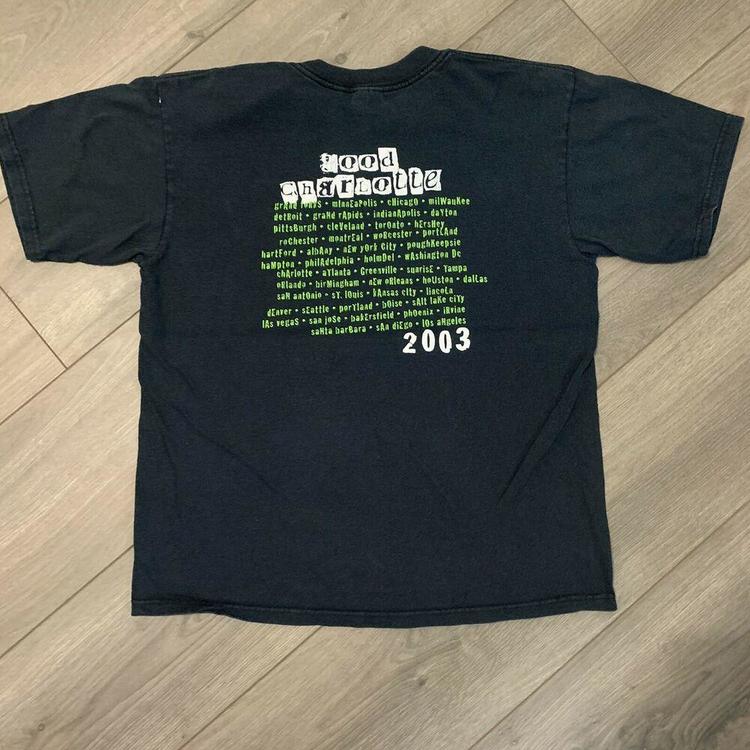 good
cHaRLotte
graNd forks • minnEaPolis • cHicagO • milWauKee
detRoit • graNd rApids • indianApolis • daYton
pittsBurgh • cleVeland • torOnto • hErsHey
roChester • montrEal • woRcester • portLAnd
hartFord • albAny • nEw yoRk City • pougHKeepsie
haMpton • philAdelphia • holmDel • wAshington Dc
chArlotte • aTlanta • Greenville • sunrisE • Tampa
oRlando • birMingham • nEw oRleans • hoUston • dalLas
saN antOnio • sT. lOuis • kAnsas city • lincoLn
dEnver • sEattle • porTland • bOise • sAlt laKe ciTy
lAs vegaS • san joSe • bakErsfield • phOenix • iRvine
saNta barBara • sAn diEgo • lOs aNgeles
2003